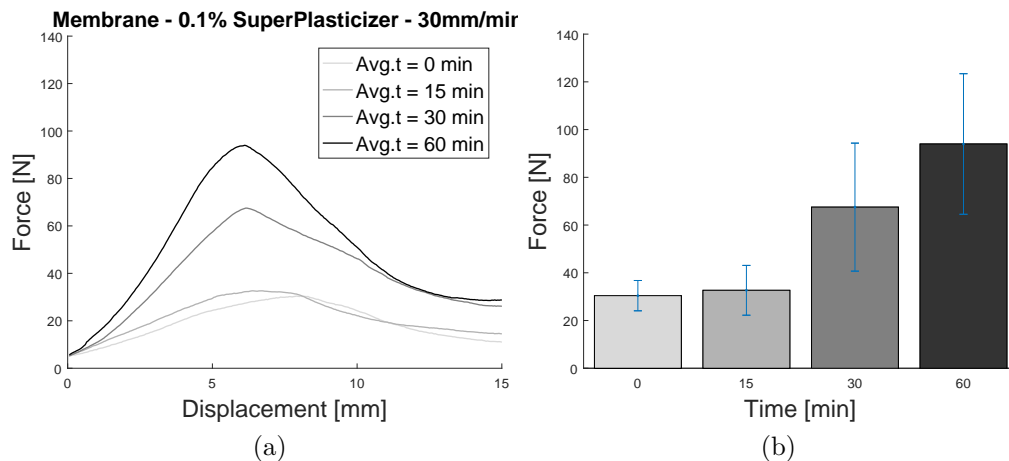 Membrane - 0.1% SuperPlasticizer - 30mm/min
140
120
100
80
60
40
20
0
Force [N]
Avg.t = 0 min
Avg.t = 15 min
Avg.t = 30 min
Avg.t = 60 min
0 5 10 15
Displacement [mm]
(a)
140
120
100
80
60
40
20
0
Force [N]
0 15 30 60
Time [min]
(b)